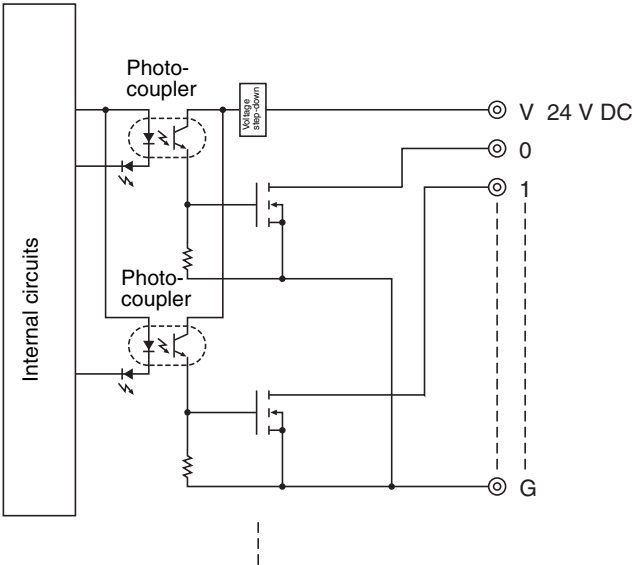 Photo-
coupler
Voltage
step-down
V 24 V DC
0
1
Internal circuits
Photo-
coupler
G